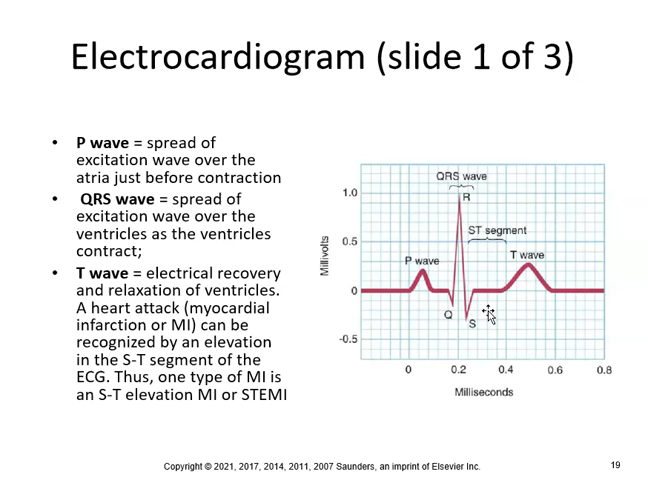 Electrocardiogram (slide 1 of 3)
• P wave = spread of
excitation wave over the
atria just before contraction
• QRS wave = spread of
excitation wave over the
ventricles as the ventricles
contract;
• T wave = electrical recovery
and relaxation of ventricles.
A heart attack (myocardial
infarction or MI) can be
recognized by an elevation
in the S-T segment of the
ECG. Thus, one type of MI is
an S-T elevation MI or STEMI
QRS wave
1.0
R
ST segment
0.5
P wave
T wave
Millivolts
0
Q
S
-0.5
0 0.2 0.4 0.6 0.8
Milliseconds
Copyright © 2021, 2017, 2014, 2011, 2007 Saunders, an imprint of Elsevier Inc.
19